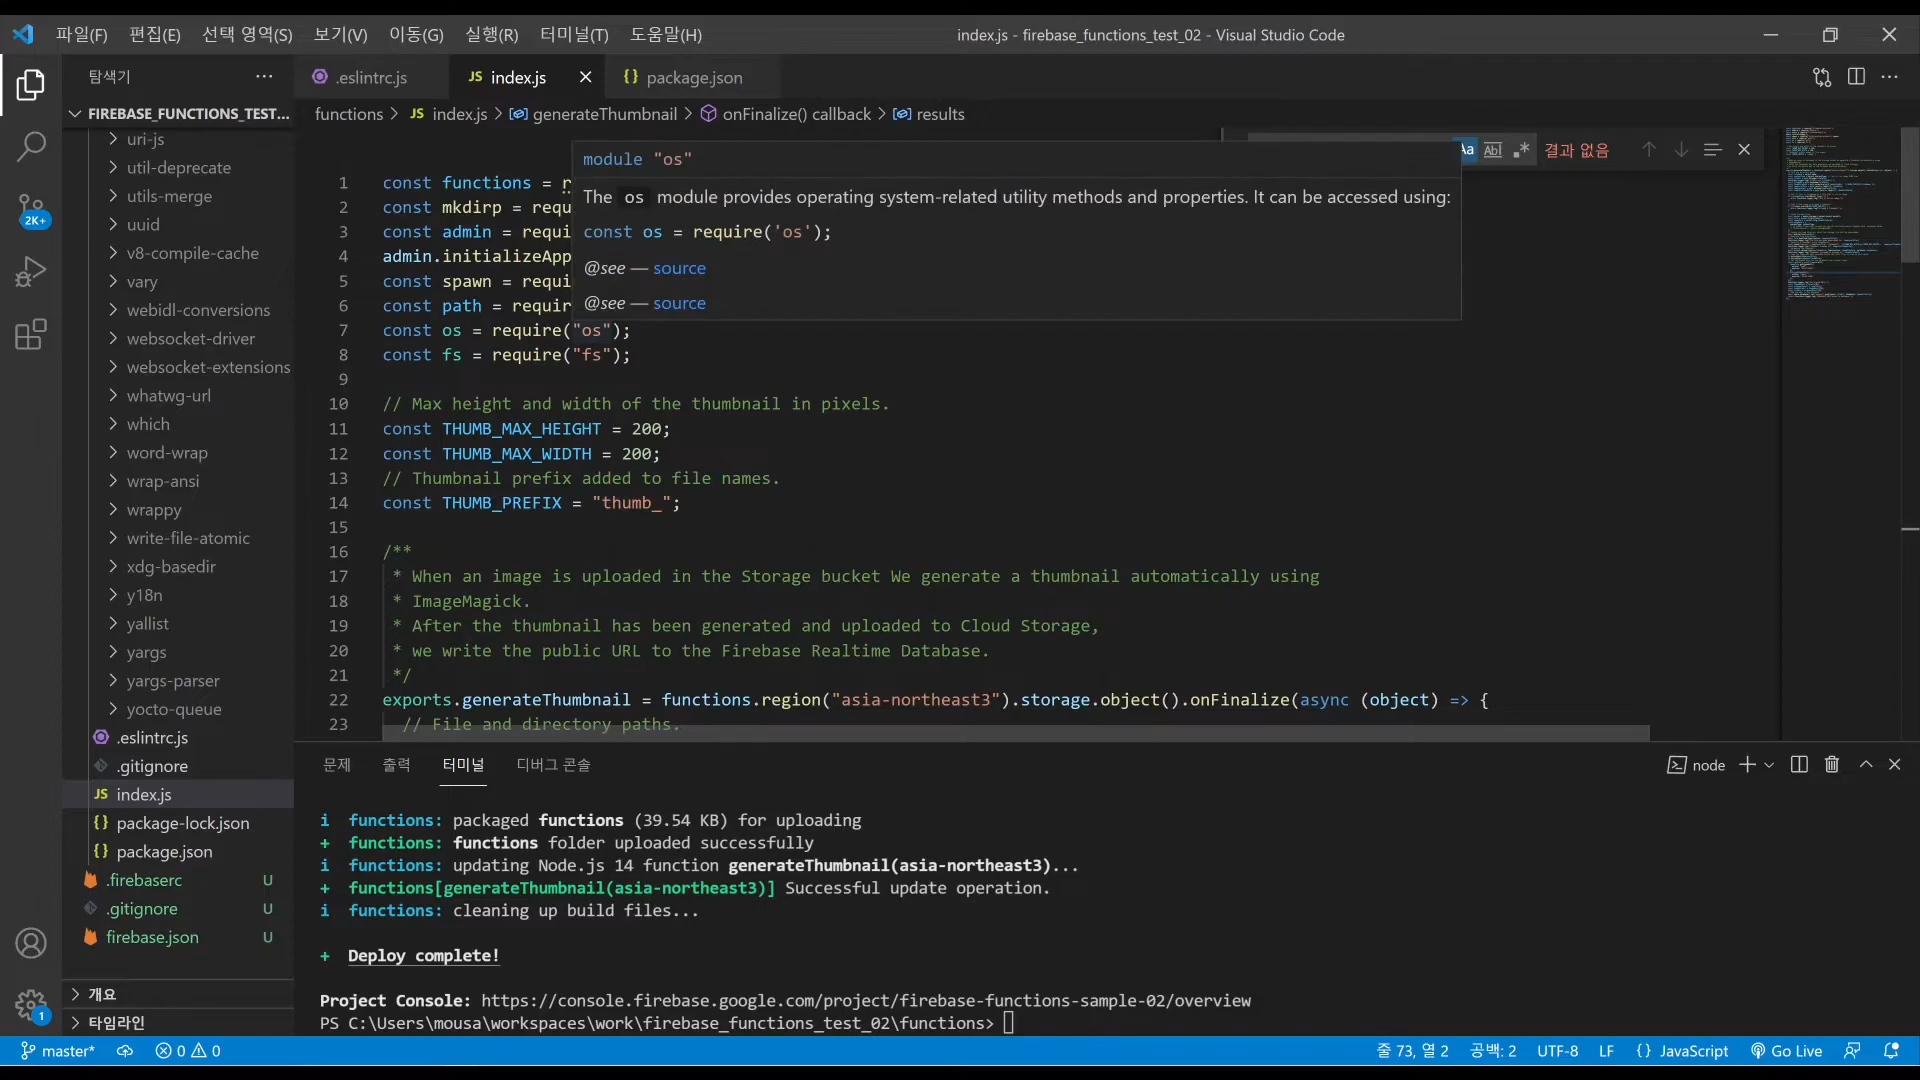 파일(F) 편집(E) 선택 영역(S) 보기(V) 이동(G) 실행(R) 터미널(T) 도움말(H)
index.js - firebase_functions_test_02 - Visual Studio Code
탐색기
.eslintrc.js
JS index.js
{} package.json
FIREBASE_FUNCTIONS_TEST...
functions > JS index.js > generateThumbnail > onFinalize() callback > results
uri-js
util-deprecate
utils-merge
uuid
v8-compile-cache
vary
webidl-conversions
websocket-driver
websocket-extensions
whatwg-url
which
word-wrap
wrap-ansi
wrappy
write-file-atomic
xdg-basedir
y18n
yallist
yargs
yargs-parser
yocto-queue
.eslintrc.js
.gitignore
JS index.js
{} package-lock.json
{} package.json
.firebaserc U
.gitignore U
firebase.json U
개요
타임라인
2K+
1
Aa Abl .* 결과 없음
module "os"
The os module provides operating system-related utility methods and properties. It can be accessed using:
const os = require('os');
@see — source
@see — source
1 const functions = r
2 const mkdirp = requ
3 const admin = requi
4 admin.initializeApp
5 const spawn = requi
6 const path = requir
7 const os = require("os");
8 const fs = require("fs");
9
10 // Max height and width of the thumbnail in pixels.
11 const THUMB_MAX_HEIGHT = 200;
12 const THUMB_MAX_WIDTH = 200;
13 // Thumbnail prefix added to file names.
14 const THUMB_PREFIX = "thumb_";
15
16 /**
17 * When an image is uploaded in the Storage bucket We generate a thumbnail automatically using
18 * ImageMagick.
19 * After the thumbnail has been generated and uploaded to Cloud Storage,
20 * we write the public URL to the Firebase Realtime Database.
21 */
22 exports.generateThumbnail = functions.region("asia-northeast3").storage.object().onFinalize(async (object) => {
23 // File and directory paths.
문제 출력 터미널 디버그 콘솔
node
i functions: packaged functions (39.54 KB) for uploading
+ functions: functions folder uploaded successfully
i functions: updating Node.js 14 function generateThumbnail(asia-northeast3)...
+ functions[generateThumbnail(asia-northeast3)] Successful update operation.
i functions: cleaning up build files...
+ Deploy complete!
Project Console: https://console.firebase.google.com/project/firebase-functions-sample-02/overview
PS C:\Users\mousa\workspaces\work\firebase_functions_test_02\functions>
master* 0 0
줄 73, 열 2 공백: 2 UTF-8 LF {} JavaScript Go Live